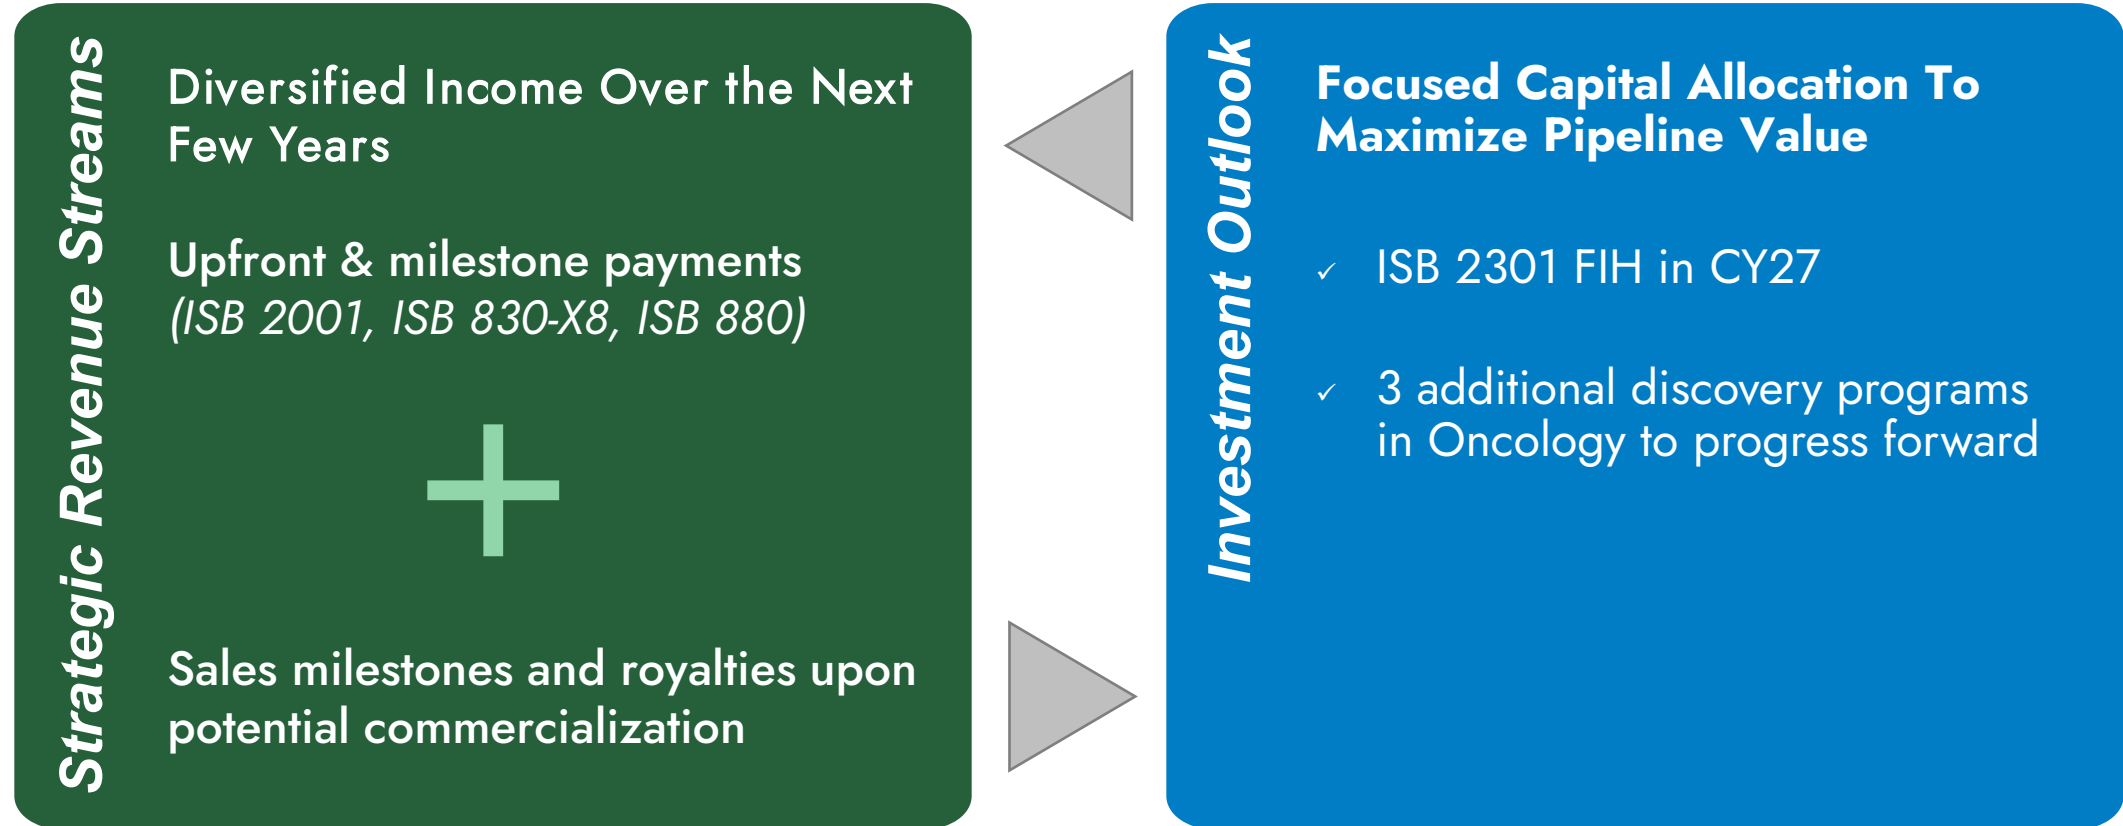 Strategic Revenue Streams
Diversified Income Over the Next
Few Years
Upfront & milestone payments
(ISB 2001, ISB 830-X8, ISB 880)
Sales milestones and royalties upon
potential commercialization
Investment Outlook
Focused Capital Allocation To
Maximize Pipeline Value
✓ ISB 2301 FIH in CY27
✓ 3 additional discovery programs
in Oncology to progress forward